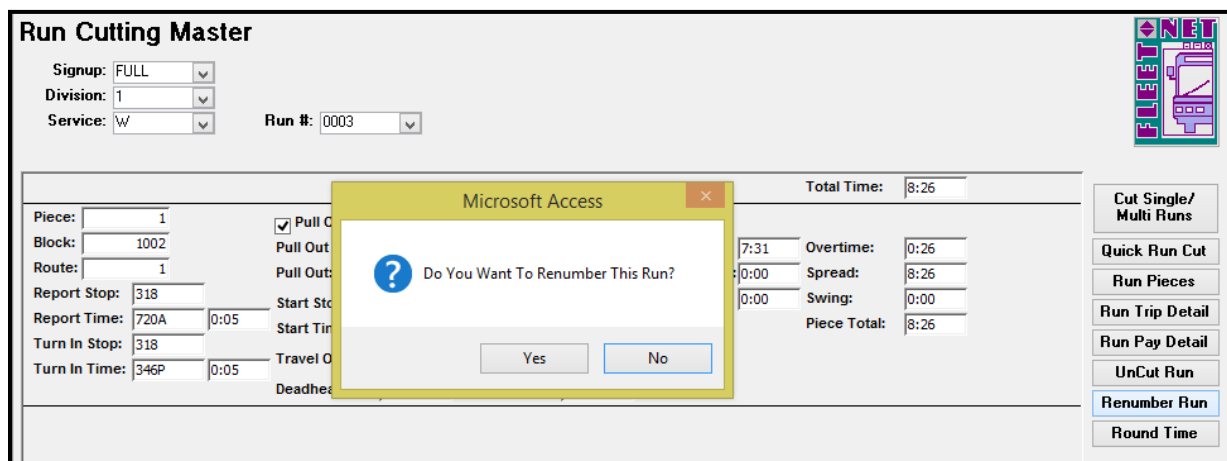 Run Cutting Master
Signup: FULL
Division: 1
Service: W
Run #: 0003
FLEET NET
Total Time: 8:26
Piece: 1
Block: 1002
Route: 1
Report Stop: 318
Report Time: 720A 0:05
Turn In Stop: 318
Turn In Time: 346P 0:05
Pull O
Pull Out
Pull Out:
Start Sto
Start Tin
Travel O
Deadhea
Microsoft Access
Do You Want To Renumber This Run?
Yes No
7:31 Overtime: 0:26
0:00 Spread: 8:26
0:00 Swing: 0:00
Piece Total: 8:26
Cut Single/
Multi Runs
Quick Run Cut
Run Pieces
Run Trip Detail
Run Pay Detail
UnCut Run
Renumber Run
Round Time